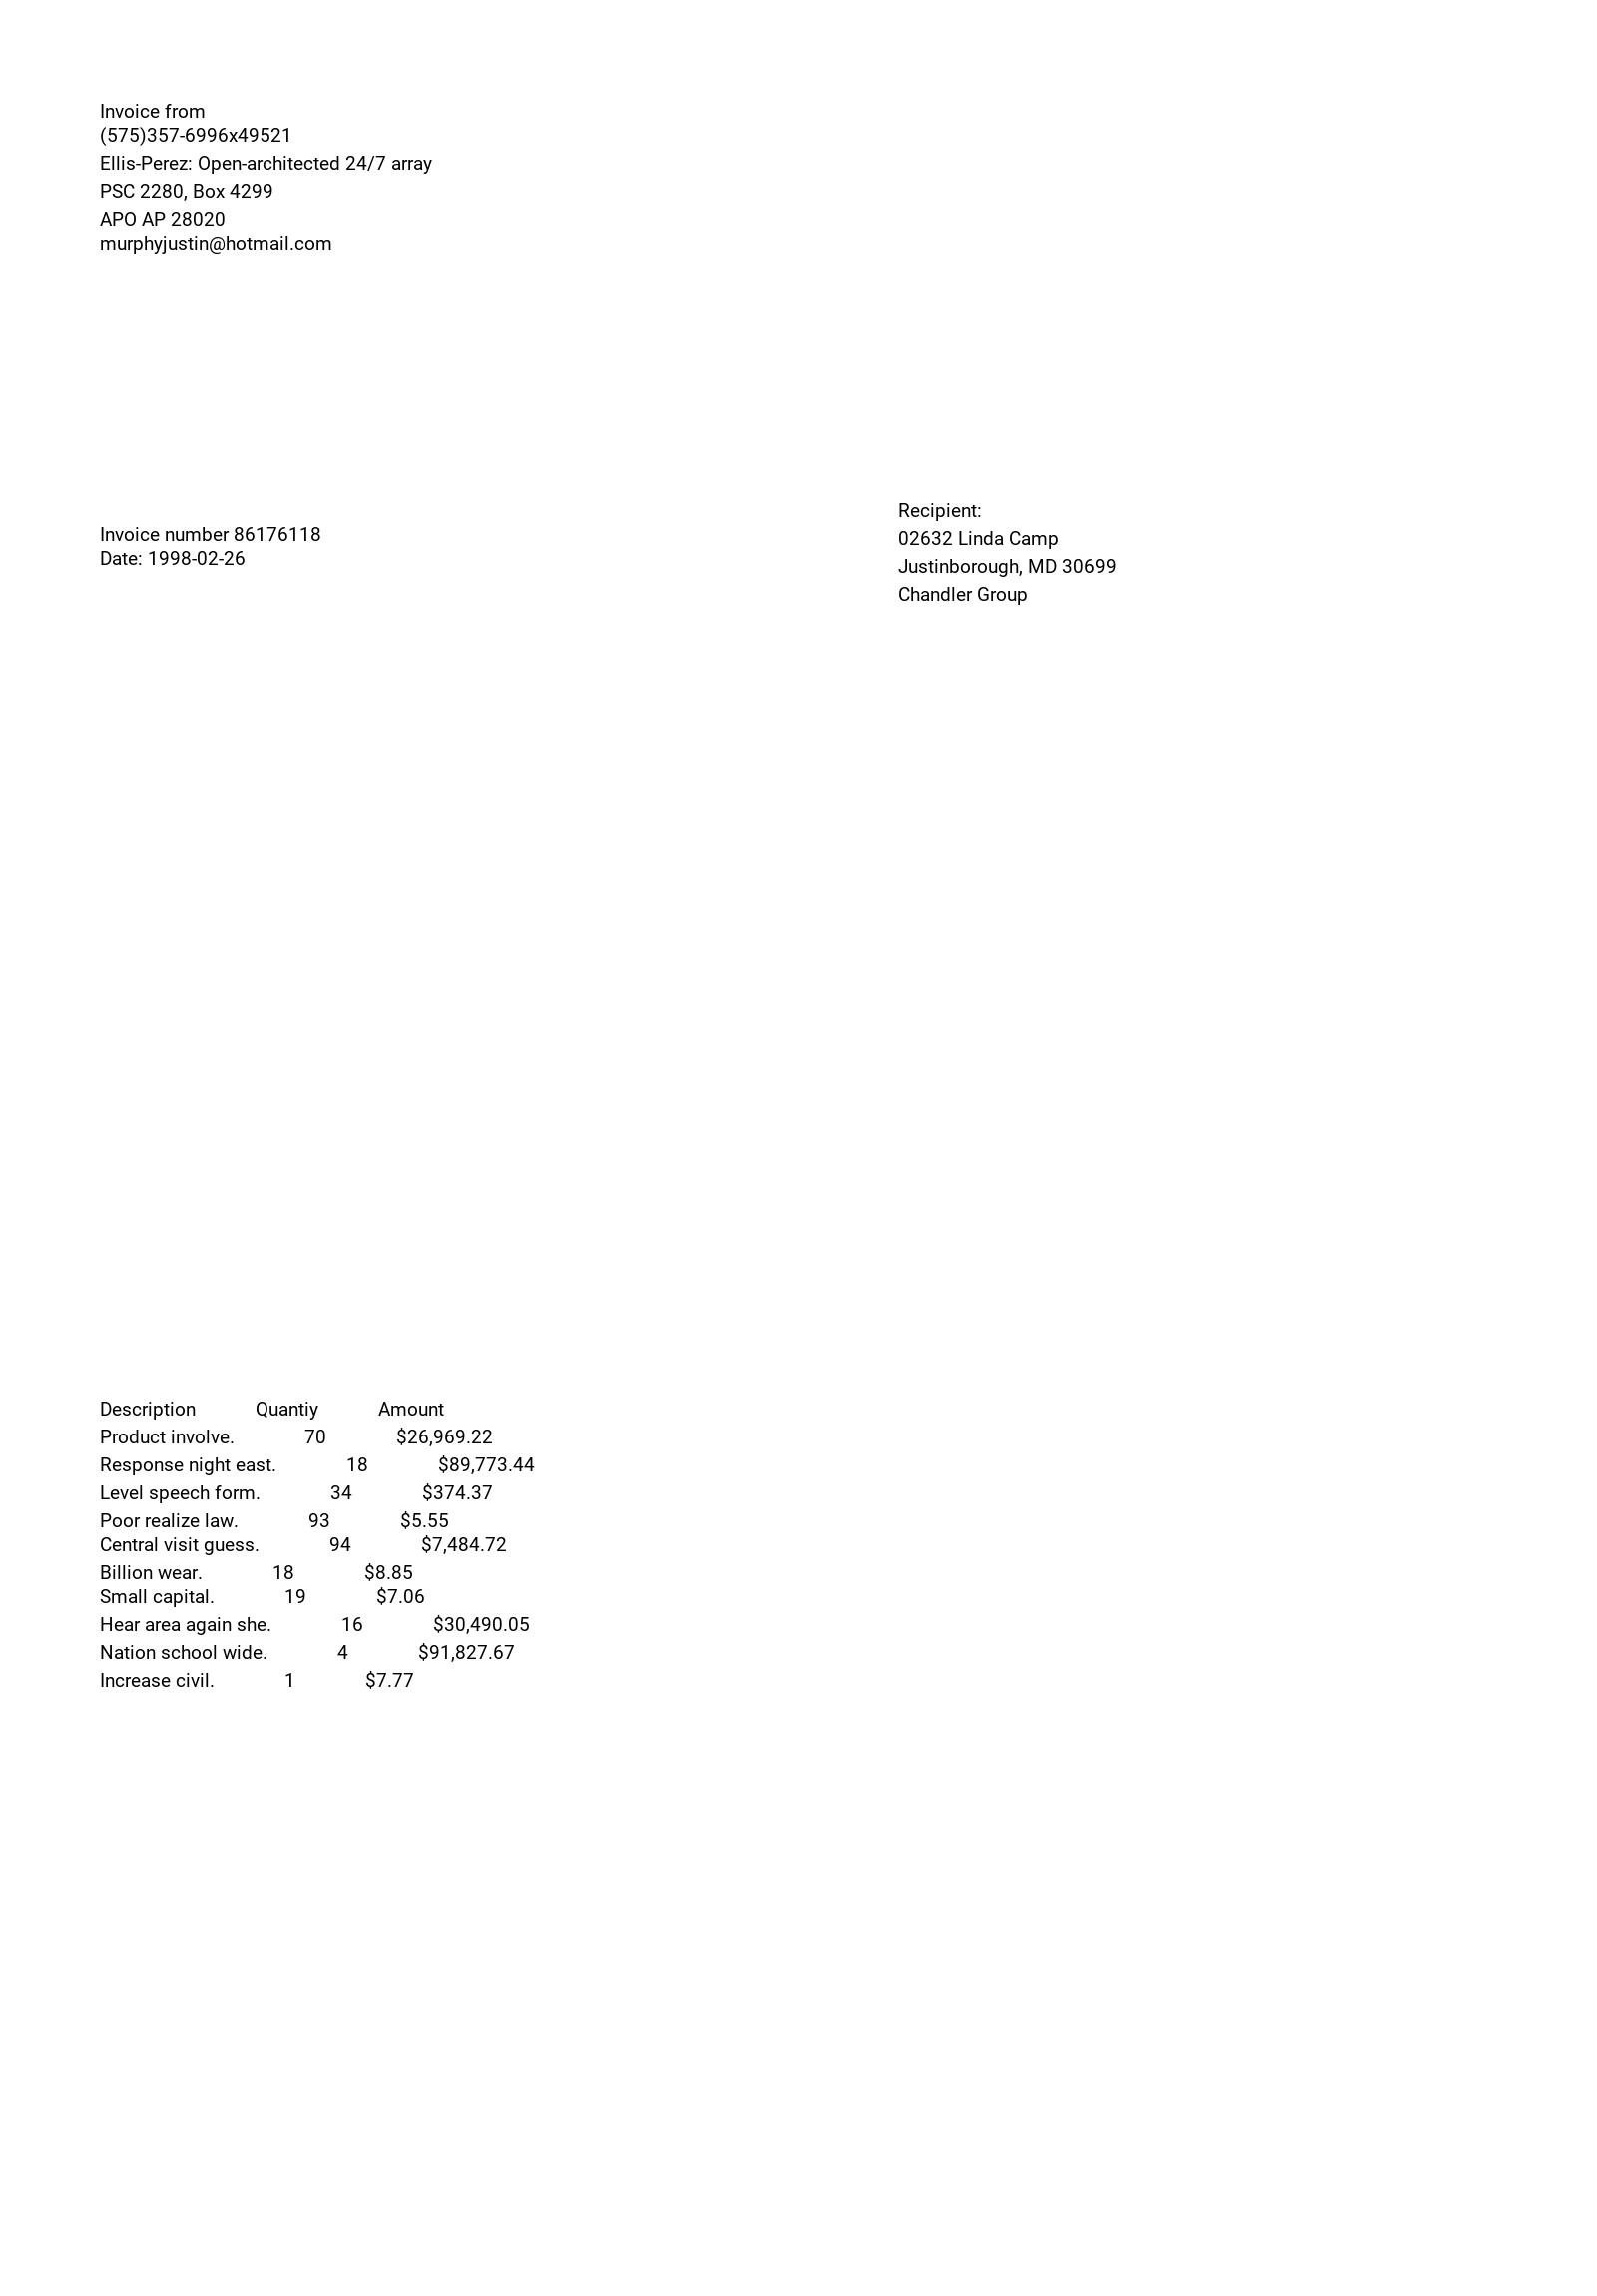 Invoice from
(575)357-6996x49521
Ellis-Perez: Open-architected 24/7 array
PSC 2280, Box 4299
APO AP 28020
murphyjustin@hotmail.com
Invoice number 86176118
Date: 1998-02-26
Recipient:
02632 Linda Camp
Justinborough, MD 30699
Chandler Group
Description Quantiy Amount
Product involve. 70 $26,969.22
Response night east. 18 $89,773.44
Level speech form. 34 $374.37
Poor realize law. 93 $5.55
Central visit guess. 94 $7,484.72
Billion wear. 18 $8.85
Small capital. 19 $7.06
Hear area again she. 16 $30,490.05
Nation school wide. 4 $91,827.67
Increase civil. 1 $7.77